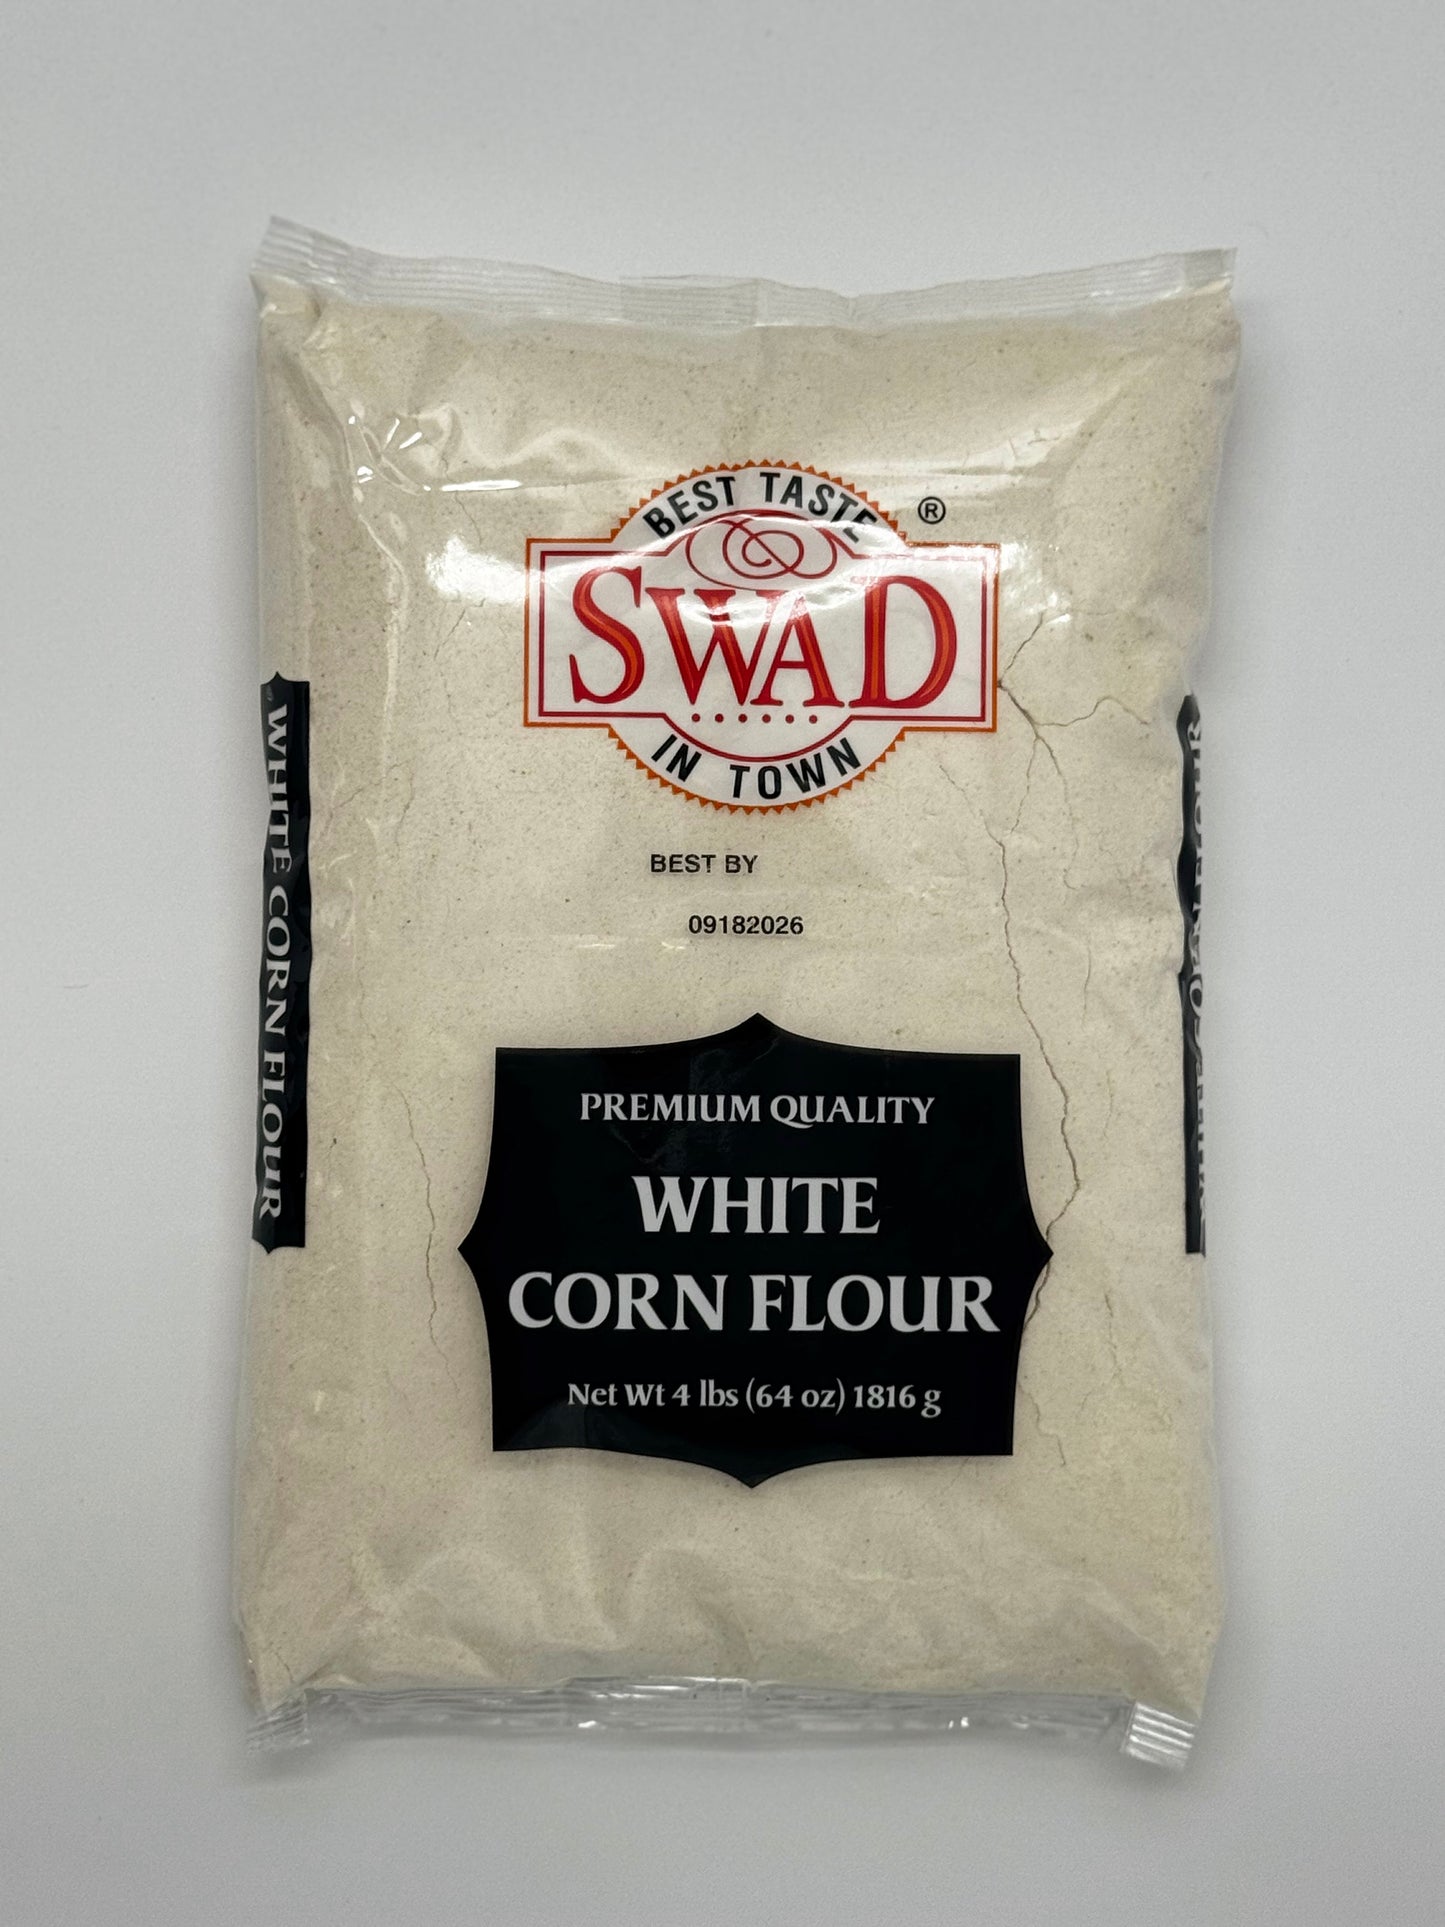 BEST TASTE
®
SWAD
IN TOWN
BEST BY
09182026
PREMIUM QUALITY
WHITE
CORN FLOUR
Net Wt 4 lbs (64 oz) 1816 g
WHITE CORN FLOUR